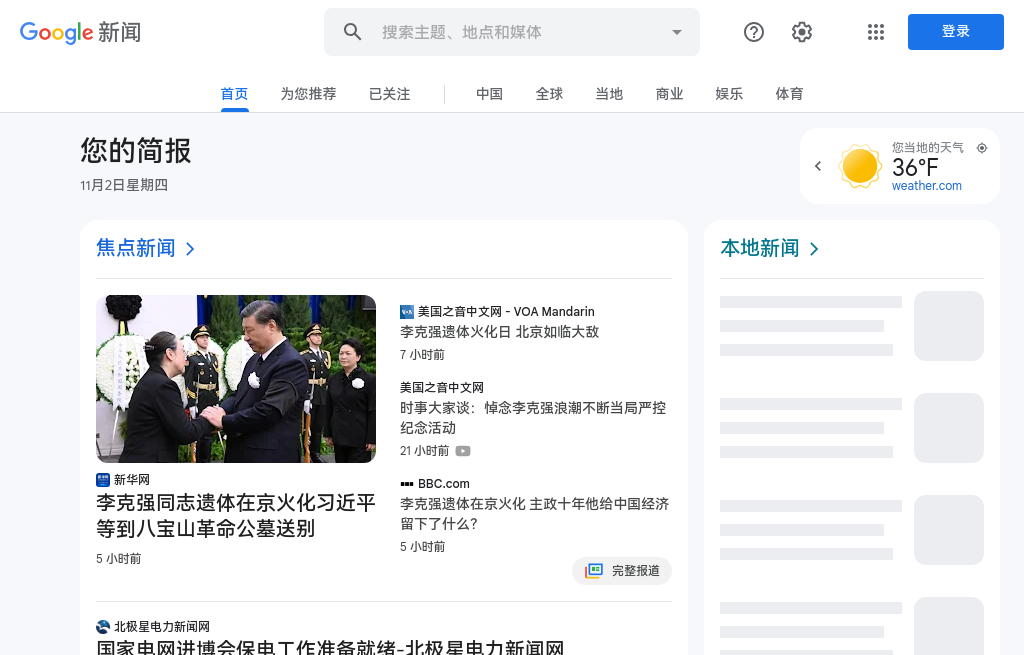 Google 新闻
搜索主题、地点和媒体
登录
首页
为您推荐
已关注
中国
全球
当地
商业
娱乐
体育
您的简报
11月2日星期四
您当地的天气
36°F
weather.com
焦点新闻
新华网
李克强同志遗体在京火化习近平
等到八宝山革命公墓送别
5 小时前
VOA 美国之音中文网 - VOA Mandarin
李克强遗体火化日 北京如临大敌
7 小时前
美国之音中文网
时事大家谈：悼念李克强浪潮不断当局严控
纪念活动
21 小时前
BBC.com
李克强遗体在京火化 主政十年他给中国经济
留下了什么？
5 小时前
完整报道
北极星电力新闻网
国家电网进博会保电工作准备就绪-北极星电力新闻网
本地新闻